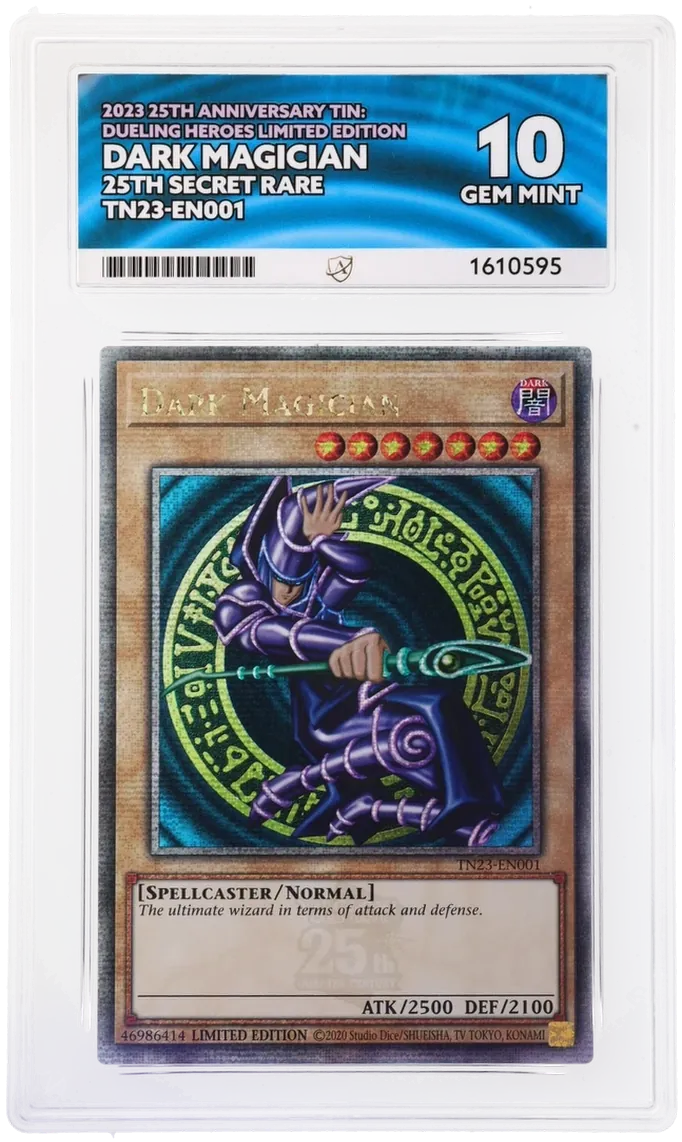 2023 25TH ANNIVERSARY TIN:
DUELING HEROES LIMITED EDITION
DARK MAGICIAN
25TH SECRET RARE
TN23-EN001
10
GEM MINT
A
1610595
DARK MAGICIAN
DARK
闇
TN23-EN001
[SPELLCASTER/NORMAL]
The ultimate wizard in terms of attack and defense.
25th
ATK/2500 DEF/2100
46986414 LIMITED EDITION ©2020 Studio Dice/SHUEISHA, TV TOKYO, KONAMI